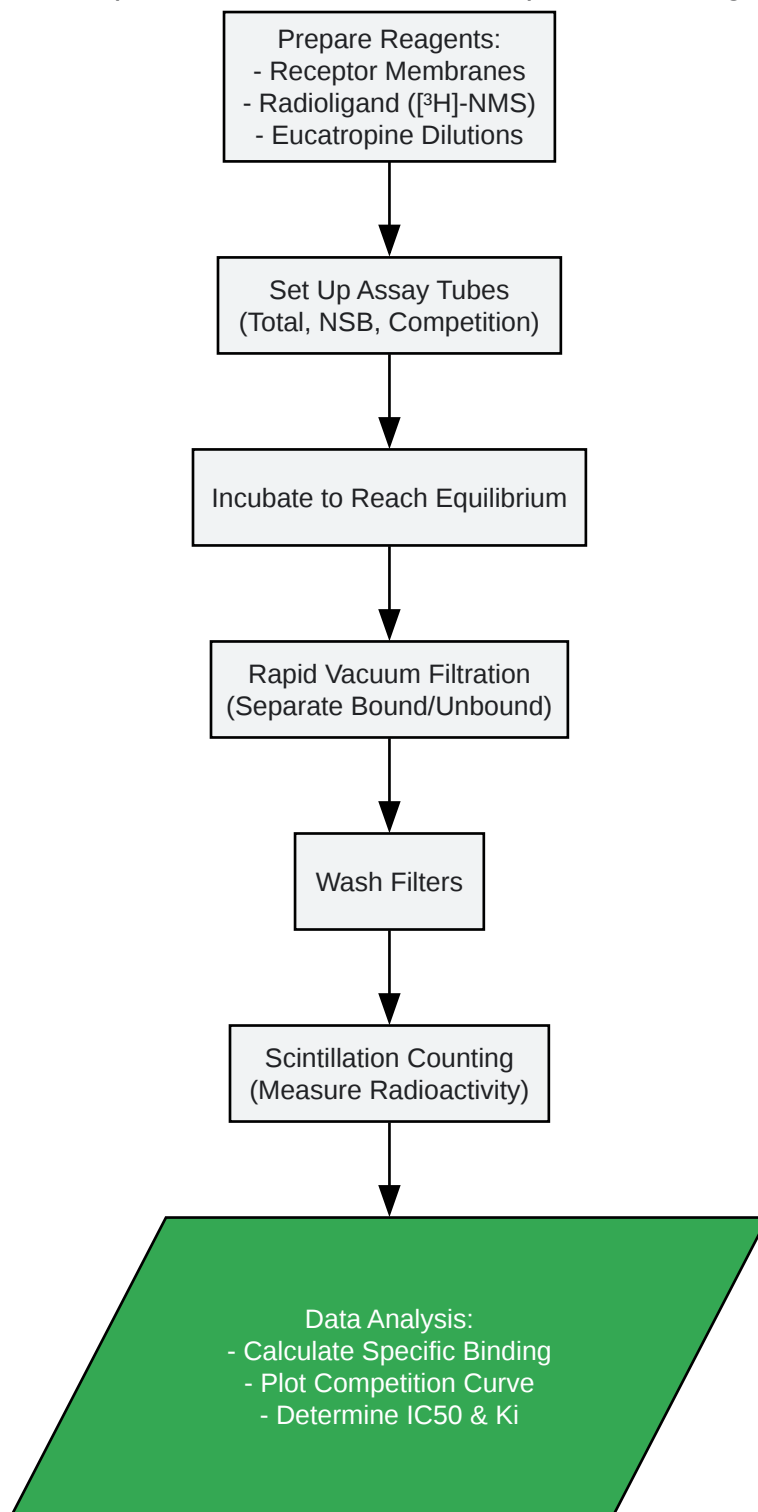 Prepare Reagents:
- Receptor Membranes
- Radioligand ([³H]-NMS)
- Eucatropine Dilutions
Set Up Assay Tubes
(Total, NSB, Competition)
Incubate to Reach Equilibrium
Rapid Vacuum Filtration
(Separate Bound/Unbound)
Wash Filters
Scintillation Counting
(Measure Radioactivity)
Data Analysis:
- Calculate Specific Binding
- Plot Competition Curve
- Determine IC50 & Ki